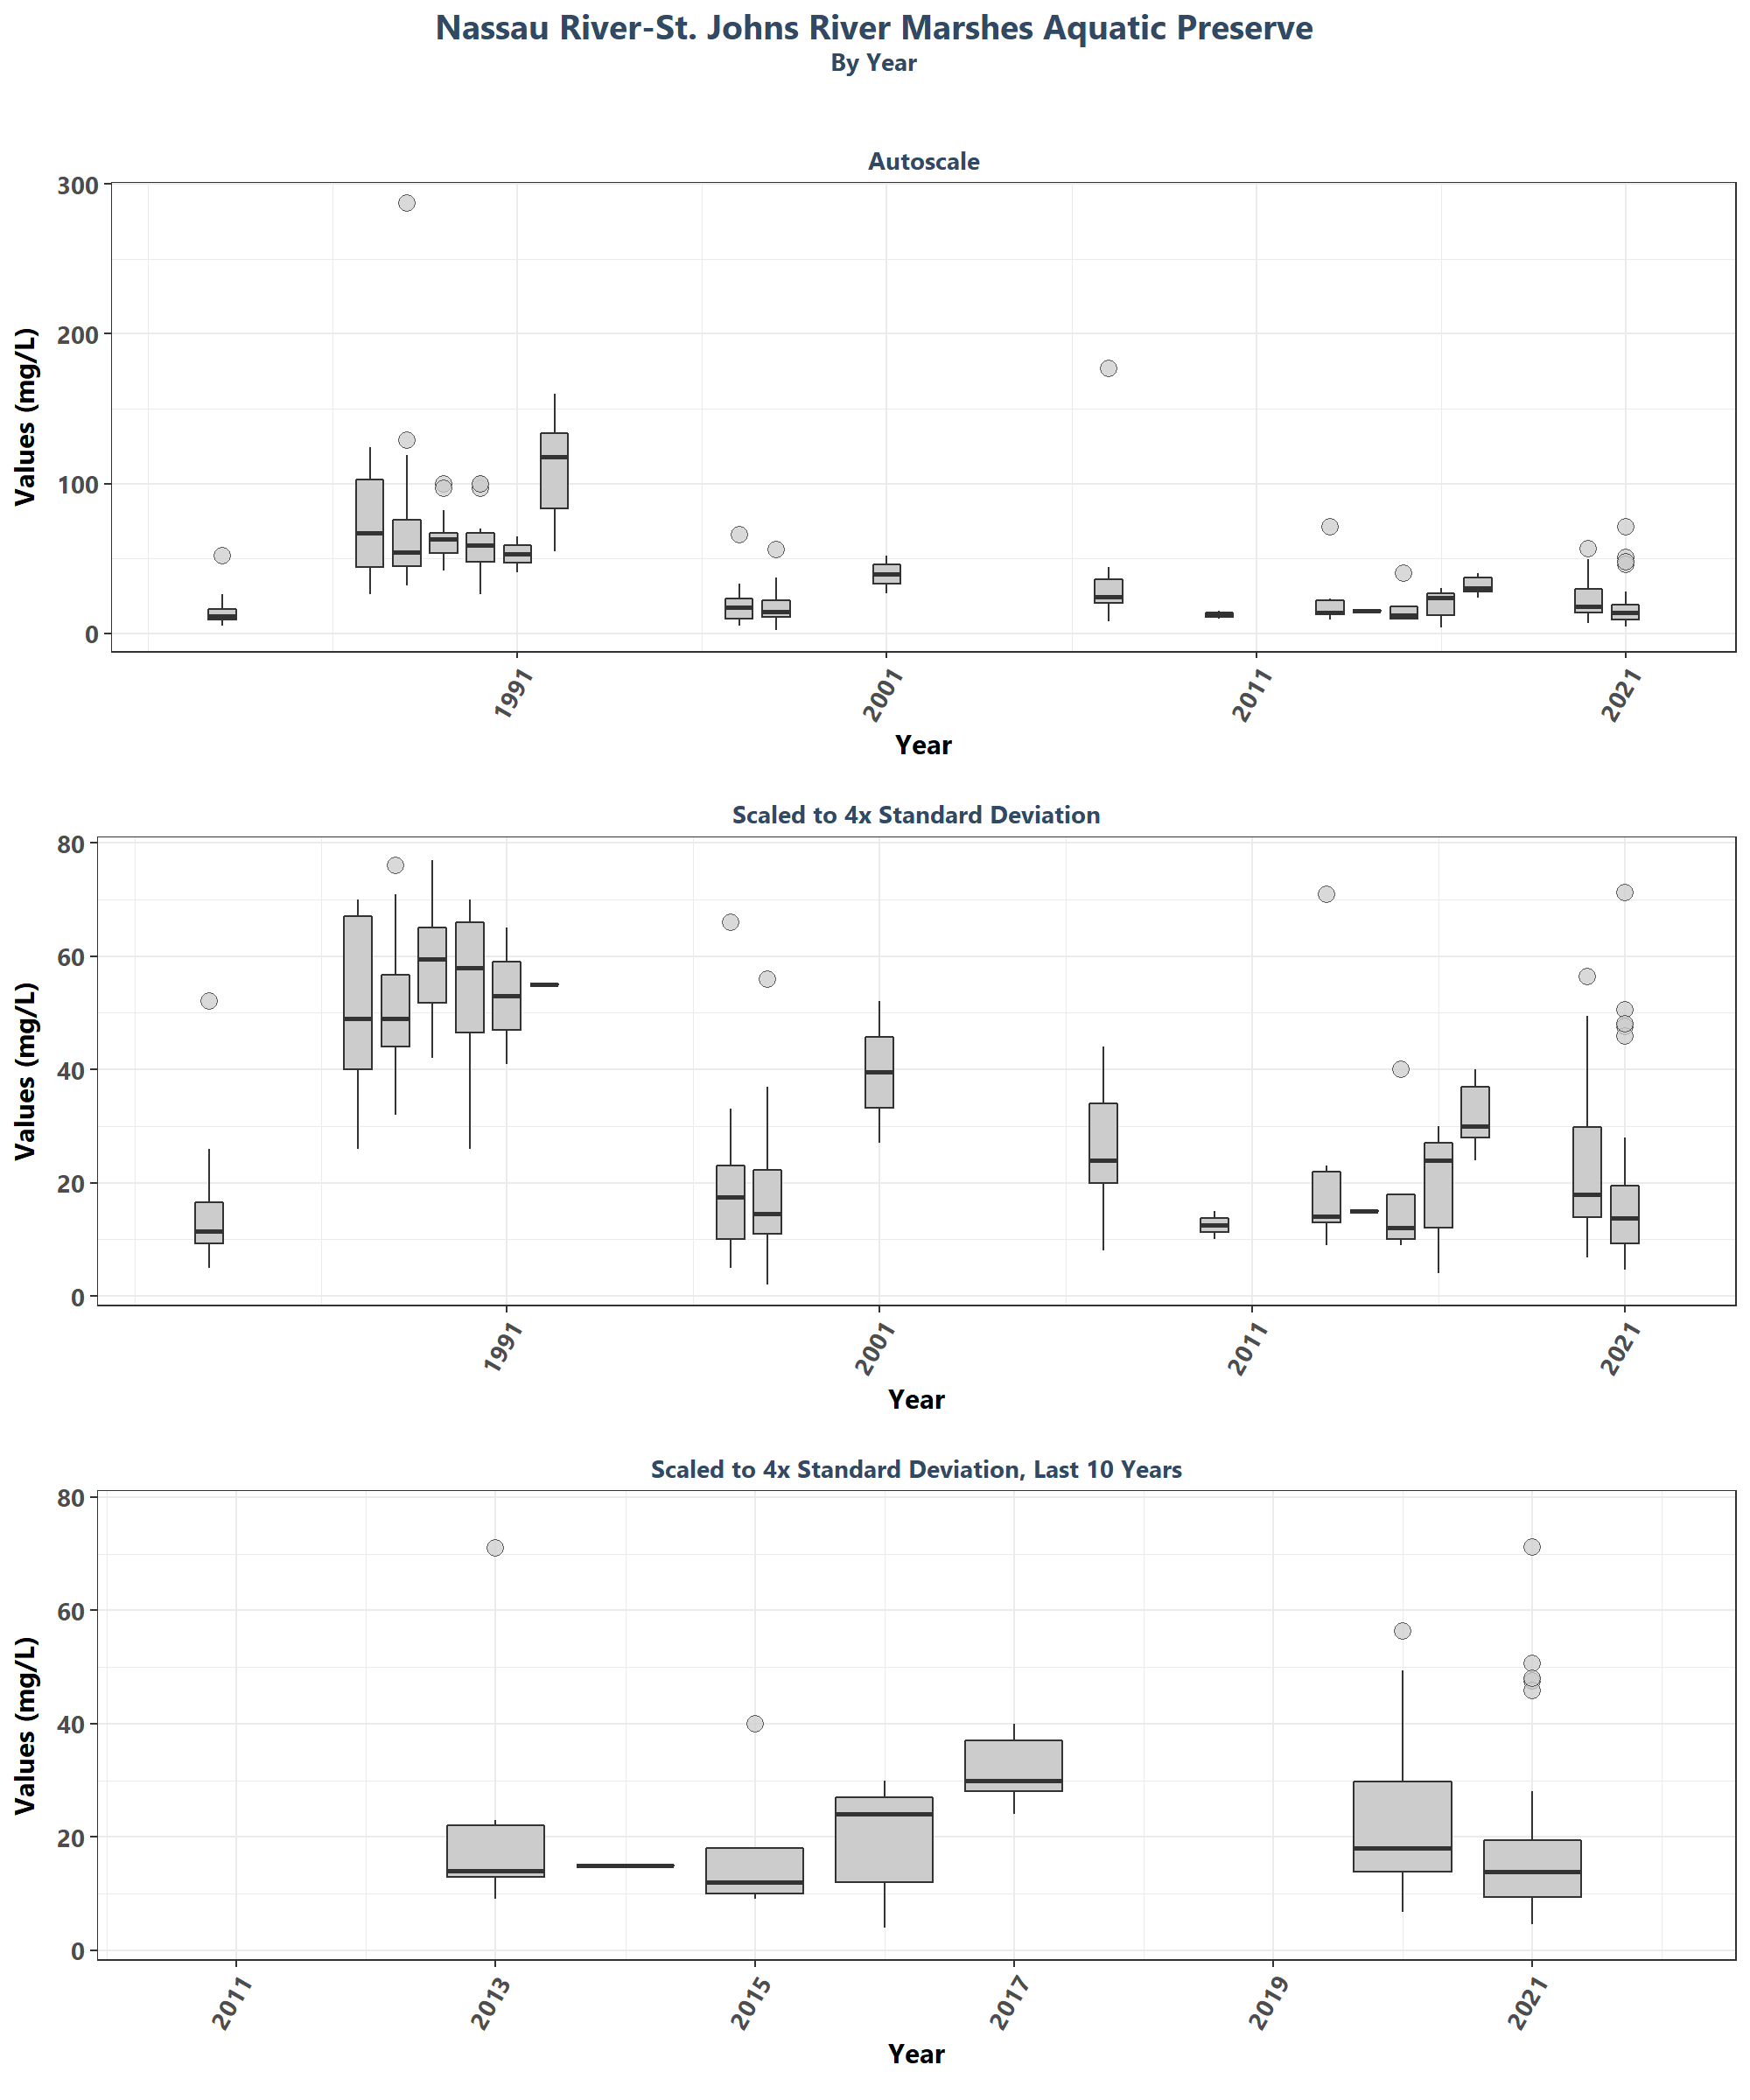 Nassau River-St. Johns River Marshes Aquatic Preserve
By Year
Autoscale
Values (mg/L)
300
200
100
0
1991
2001
2011
2021
Year
Scaled to 4x Standard Deviation
Values (mg/L)
80
60
40
20
0
1991
2001
2011
2021
Year
Scaled to 4x Standard Deviation, Last 10 Years
Values (mg/L)
80
60
40
20
0
2011
2013
2015
2017
2019
2021
Year